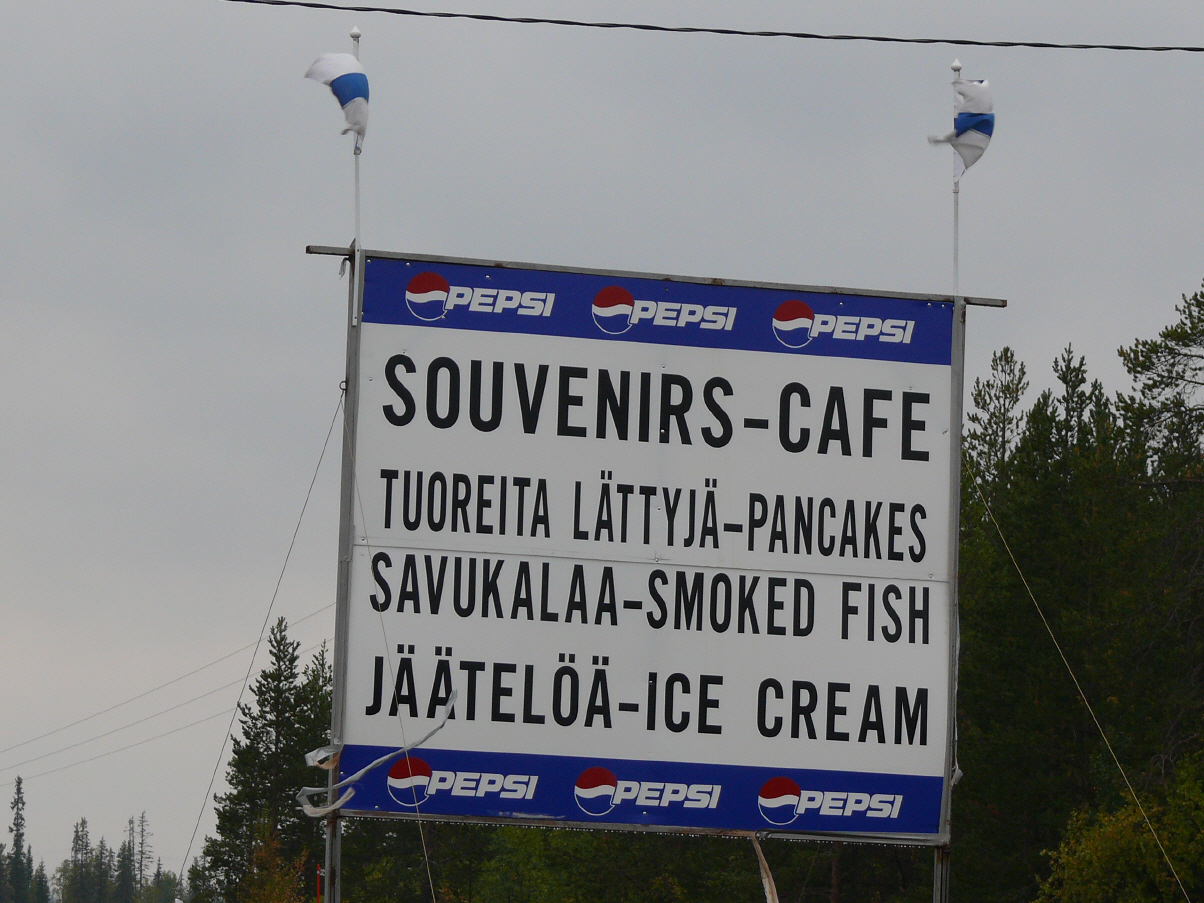 PEPSI PEPSI PEPSI
SOUVENIRS-CAFE
TUOREITA LÄTTYJÄ-PANCAKES
SAVUKALAA-SMOKED FISH
JÄÄTELÖÄ-ICE CREAM
PEPSI PEPSI PEPSI